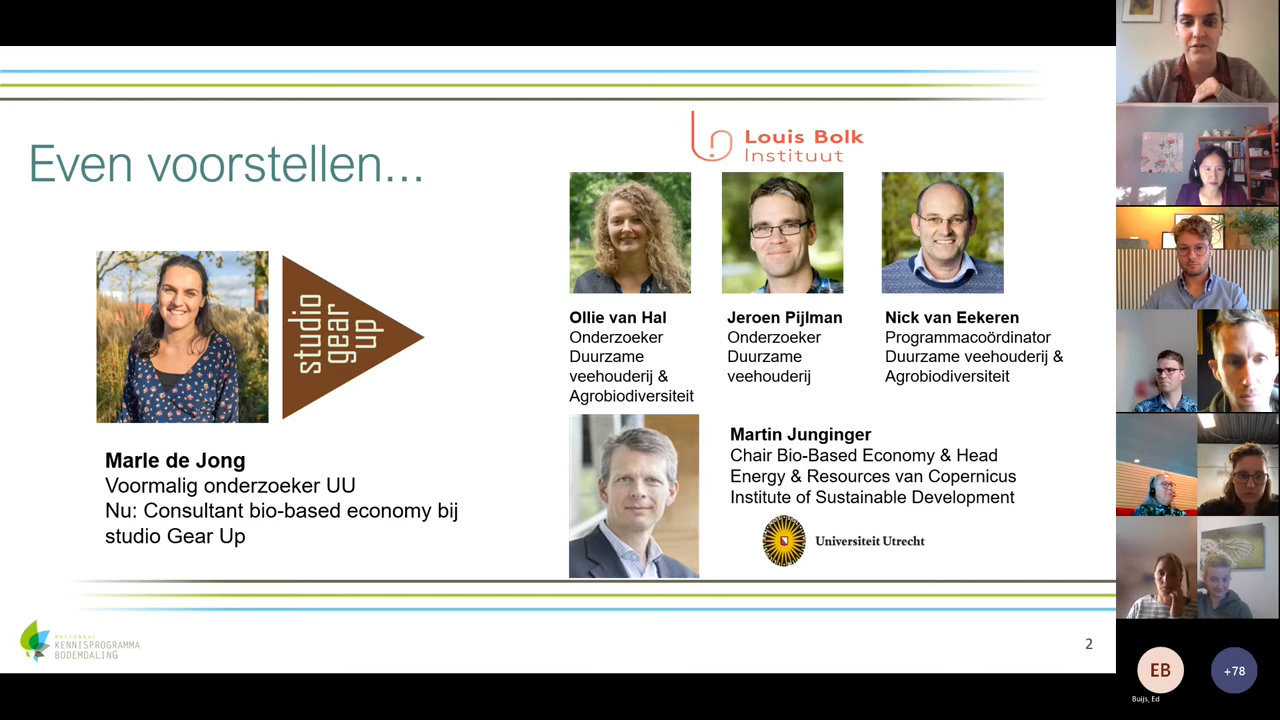 Even voorstellen...
studio
gear
up
Marle de Jong
Voormalig onderzoeker UU
Nu: Consultant bio-based economy bij
studio Gear Up
Louis Bolk
Instituut
Ollie van Hal
Onderzoeker
Duurzame
veehouderij &
Agrobiodiversiteit
Jeroen Pijlman
Onderzoeker
Duurzame
veehouderij
Nick van Eekeren
Programmacoördinator
Duurzame veehouderij &
Agrobiodiversiteit
Martin Junginger
Chair Bio-Based Economy & Head
Energy & Resources van Copernicus
Institute of Sustainable Development
Universiteit Utrecht
NATIONAAL
KENNISPROGRAMMA
BODEMDALING
2
EB
Buijs, Ed
+78